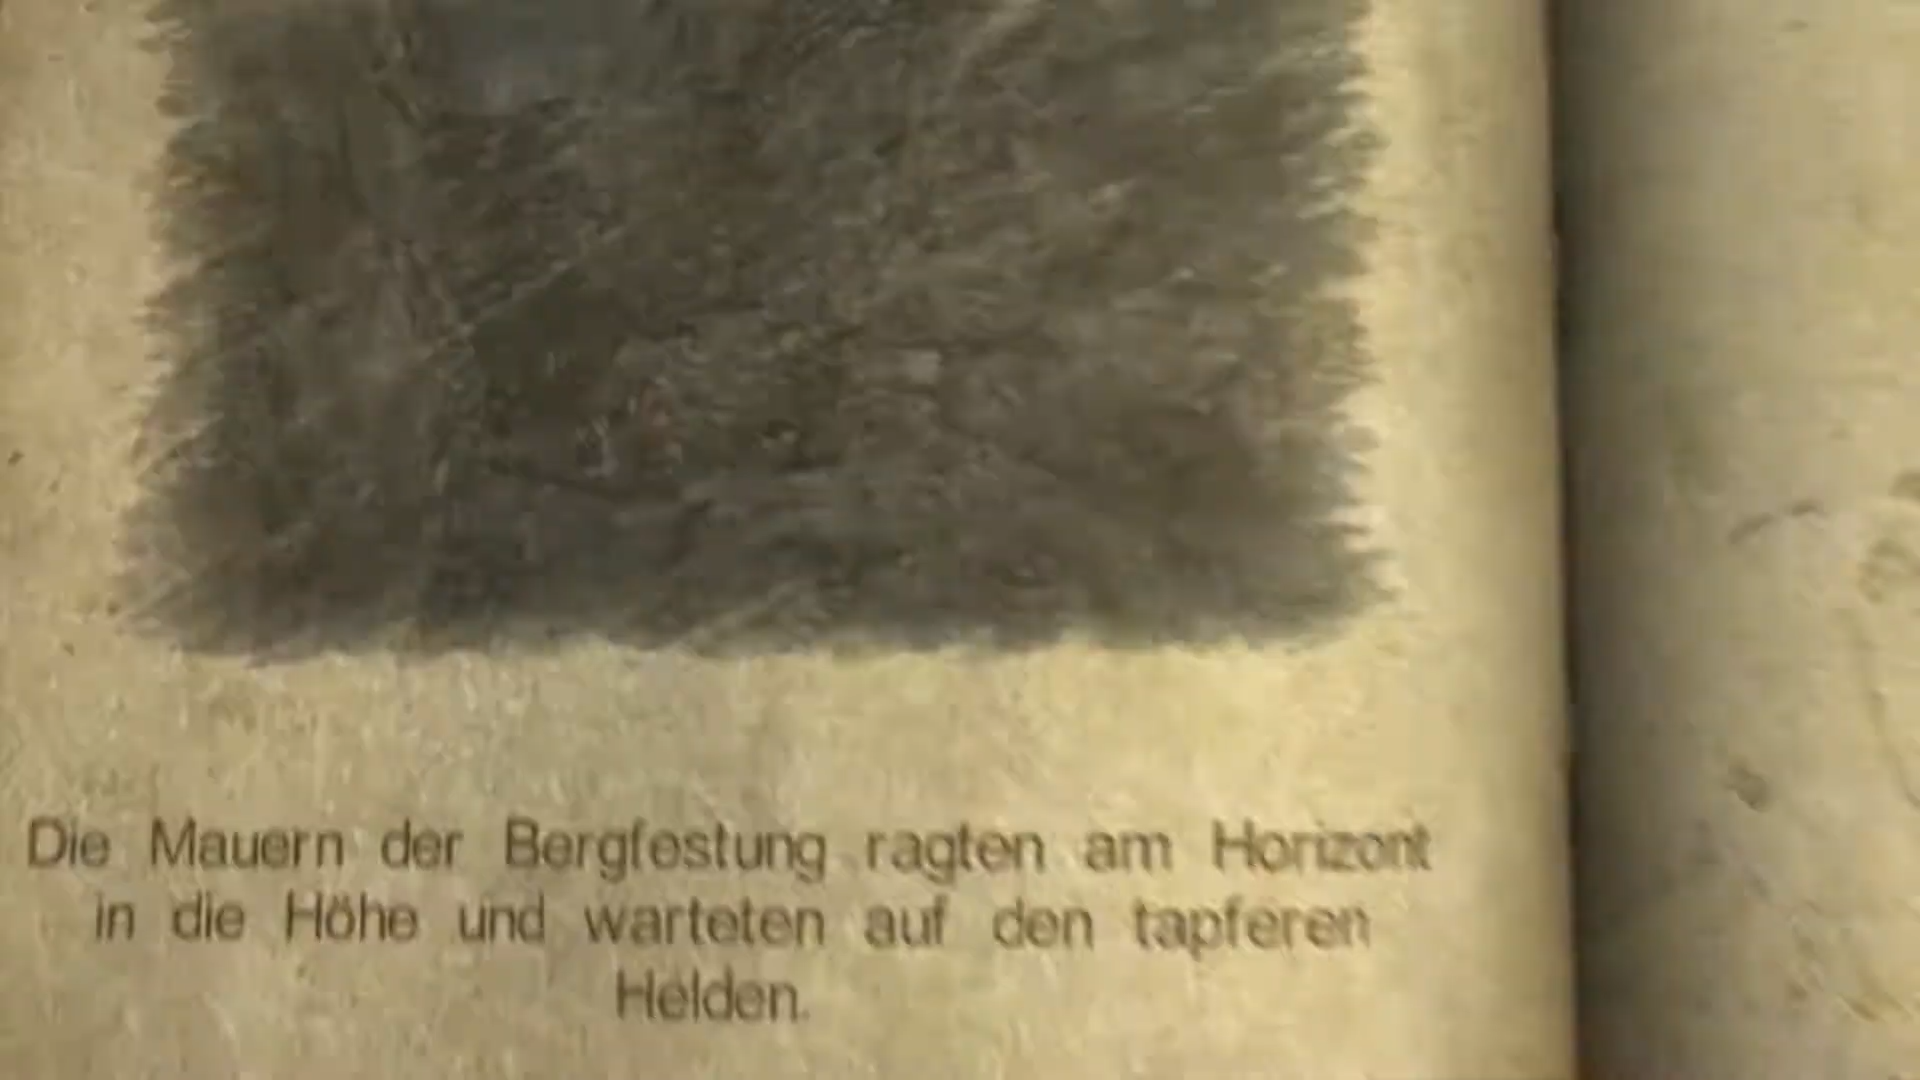 Die Mauern der Bergfestung ragten am Horizont
in die Höhe und warteten auf den tapferen
Helden.